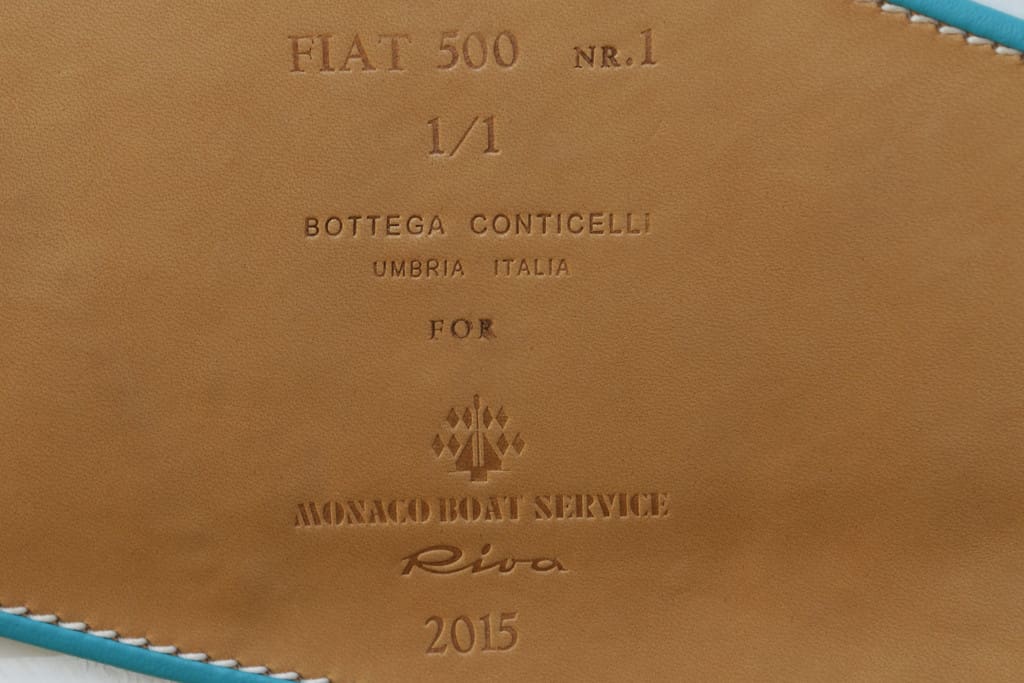 FIAT 500 NR.1
1/1
BOTTEGA CONTICELLI
UMBRIA ITALIA
FOR
MONACO BOAT SERVICE
Riva
2015